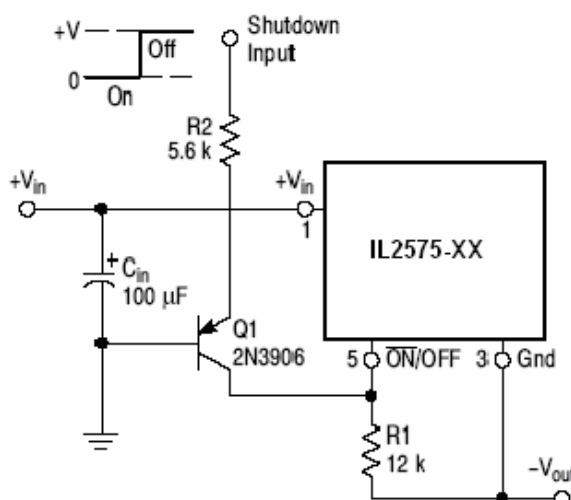 +V
Off
0
On
Shutdown
Input
R2
5.6 k
+Vin
+Vin
1
IL2575-XX
+
Cin
100 µF
Q1
2N3906
5
ON/OFF
3
Gnd
R1
12 k
–Vout